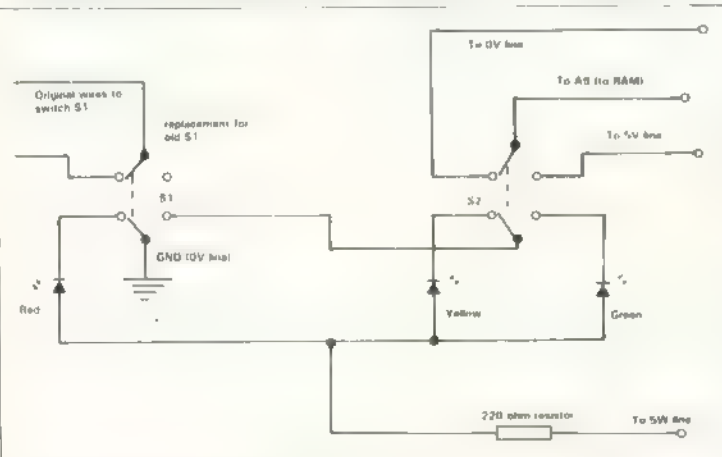 To 0V line
To A8 (to RAM)
Original wires to
switch S1
replacement for
old S1
To 5V line
S1
S2
GND (0V line)
Red
Yellow
Green
220 ohm resistor
To 5W line